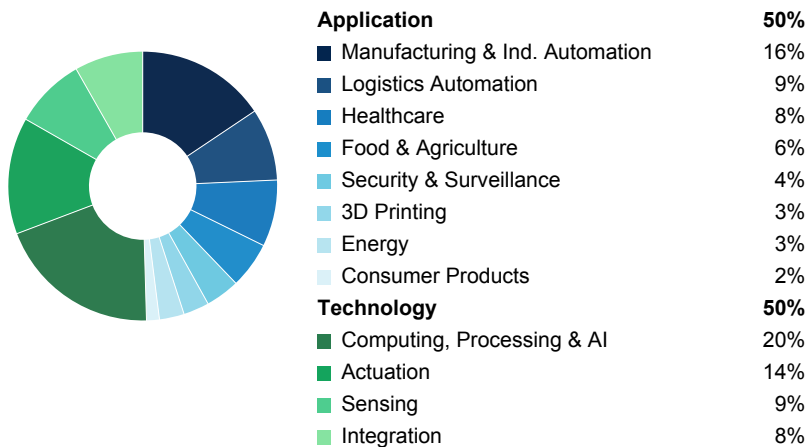 Application 50%
Manufacturing & Ind. Automation 16%
Logistics Automation 9%
Healthcare 8%
Food & Agriculture 6%
Security & Surveillance 4%
3D Printing 3%
Energy 3%
Consumer Products 2%
Technology 50%
Computing, Processing & AI 20%
Actuation 14%
Sensing 9%
Integration 8%